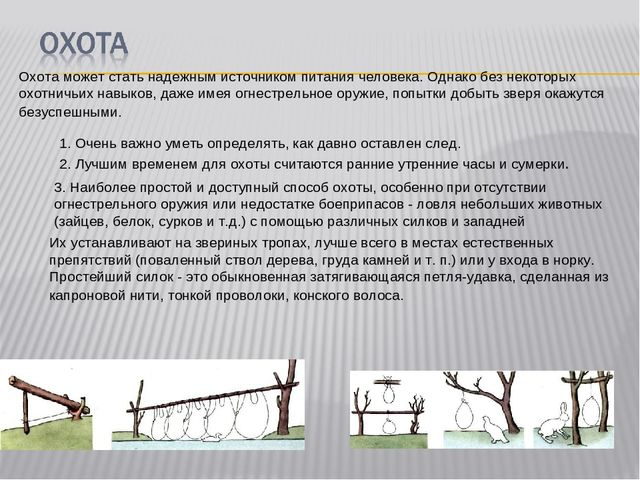 ОХОТА
Охота может стать надежным источником питания человека. Однако без некоторых
охотничьих навыков, даже имея огнестрельное оружие, попытки добыть зверя окажутся
безуспешными.
1. Очень важно уметь определять, как давно оставлен след.
2. Лучшим временем для охоты считаются ранние утренние часы и сумерки.
3. Наиболее простой и доступный способ охоты, особенно при отсутствии
огнестрельного оружия или недостатке боеприпасов - ловля небольших животных
(зайцев, белок, сурков и т.д.) с помощью различных силков и западней
Их устанавливают на звериных тропах, лучше всего в местах естественных
препятствий (поваленный ствол дерева, груда камней и т. п.) или у входа в норку.
Простейший силок - это обыкновенная затягивающаяся петля-удавка, сделанная из
капроновой нити, тонкой проволоки, конского волоса.